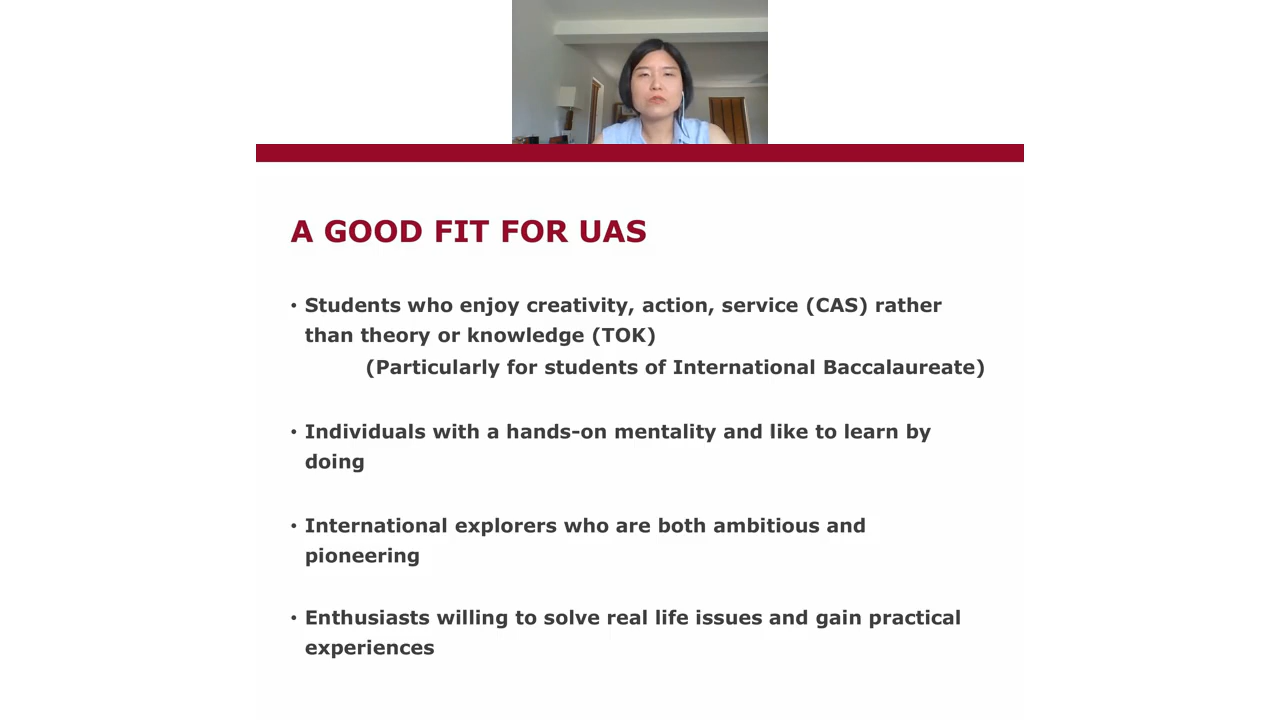 A GOOD FIT FOR UAS
• Students who enjoy creativity, action, service (CAS) rather
than theory or knowledge (TOK)
(Particularly for students of International Baccalaureate)
• Individuals with a hands-on mentality and like to learn by
doing
• International explorers who are both ambitious and
pioneering
• Enthusiasts willing to solve real life issues and gain practical
experiences